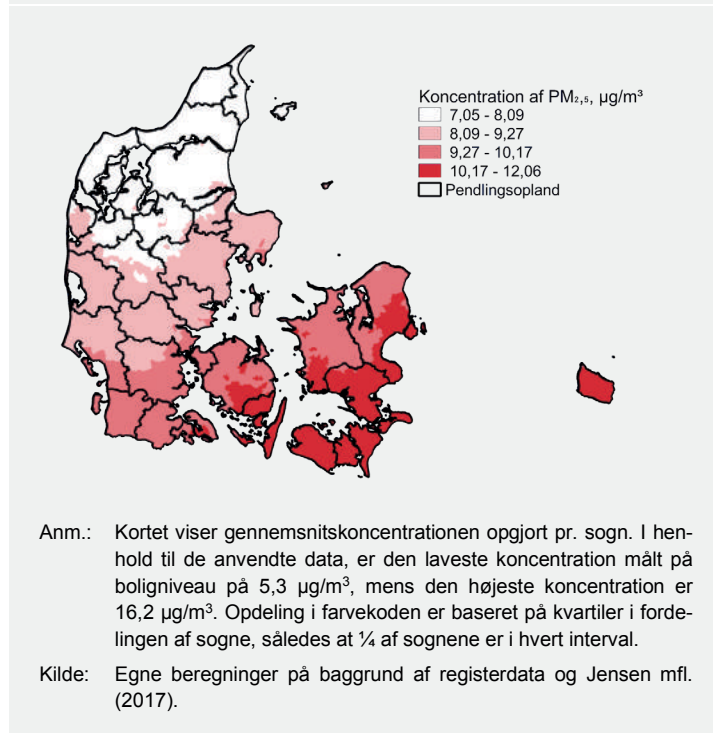 Koncentration af PM₂,₅, µg/m³
7,05 - 8,09
8,09 - 9,27
9,27 - 10,17
10,17 - 12,06
Pendlingsopland
Anm.: Kortet viser gennemsnitskoncentrationen opgjort pr. sogn. I hen-
hold til de anvendte data, er den laveste koncentration målt på
boligniveau på 5,3 µg/m³, mens den højeste koncentration er
16,2 µg/m³. Opdeling i farvekoden er baseret på kvartiler i forde-
lingen af sogne, således at ¼ af sognene er i hvert interval.
Kilde: Egne beregninger på baggrund af registerdata og Jensen mfl.
(2017).